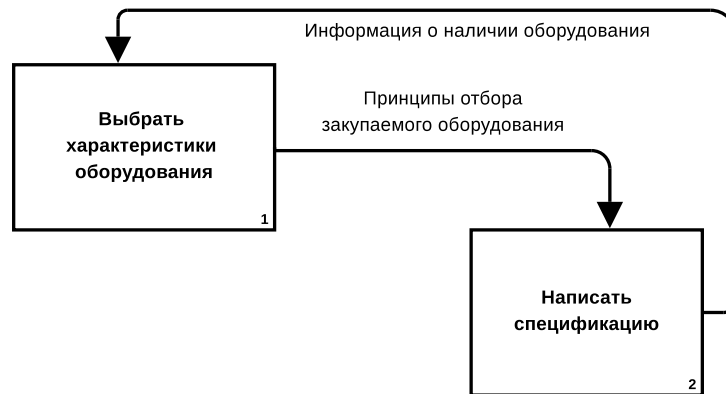 Информация о наличии оборудования
Принципы отбора
закупаемого оборудования
Выбрать
характеристики
оборудования
1
Написать
спецификацию
2